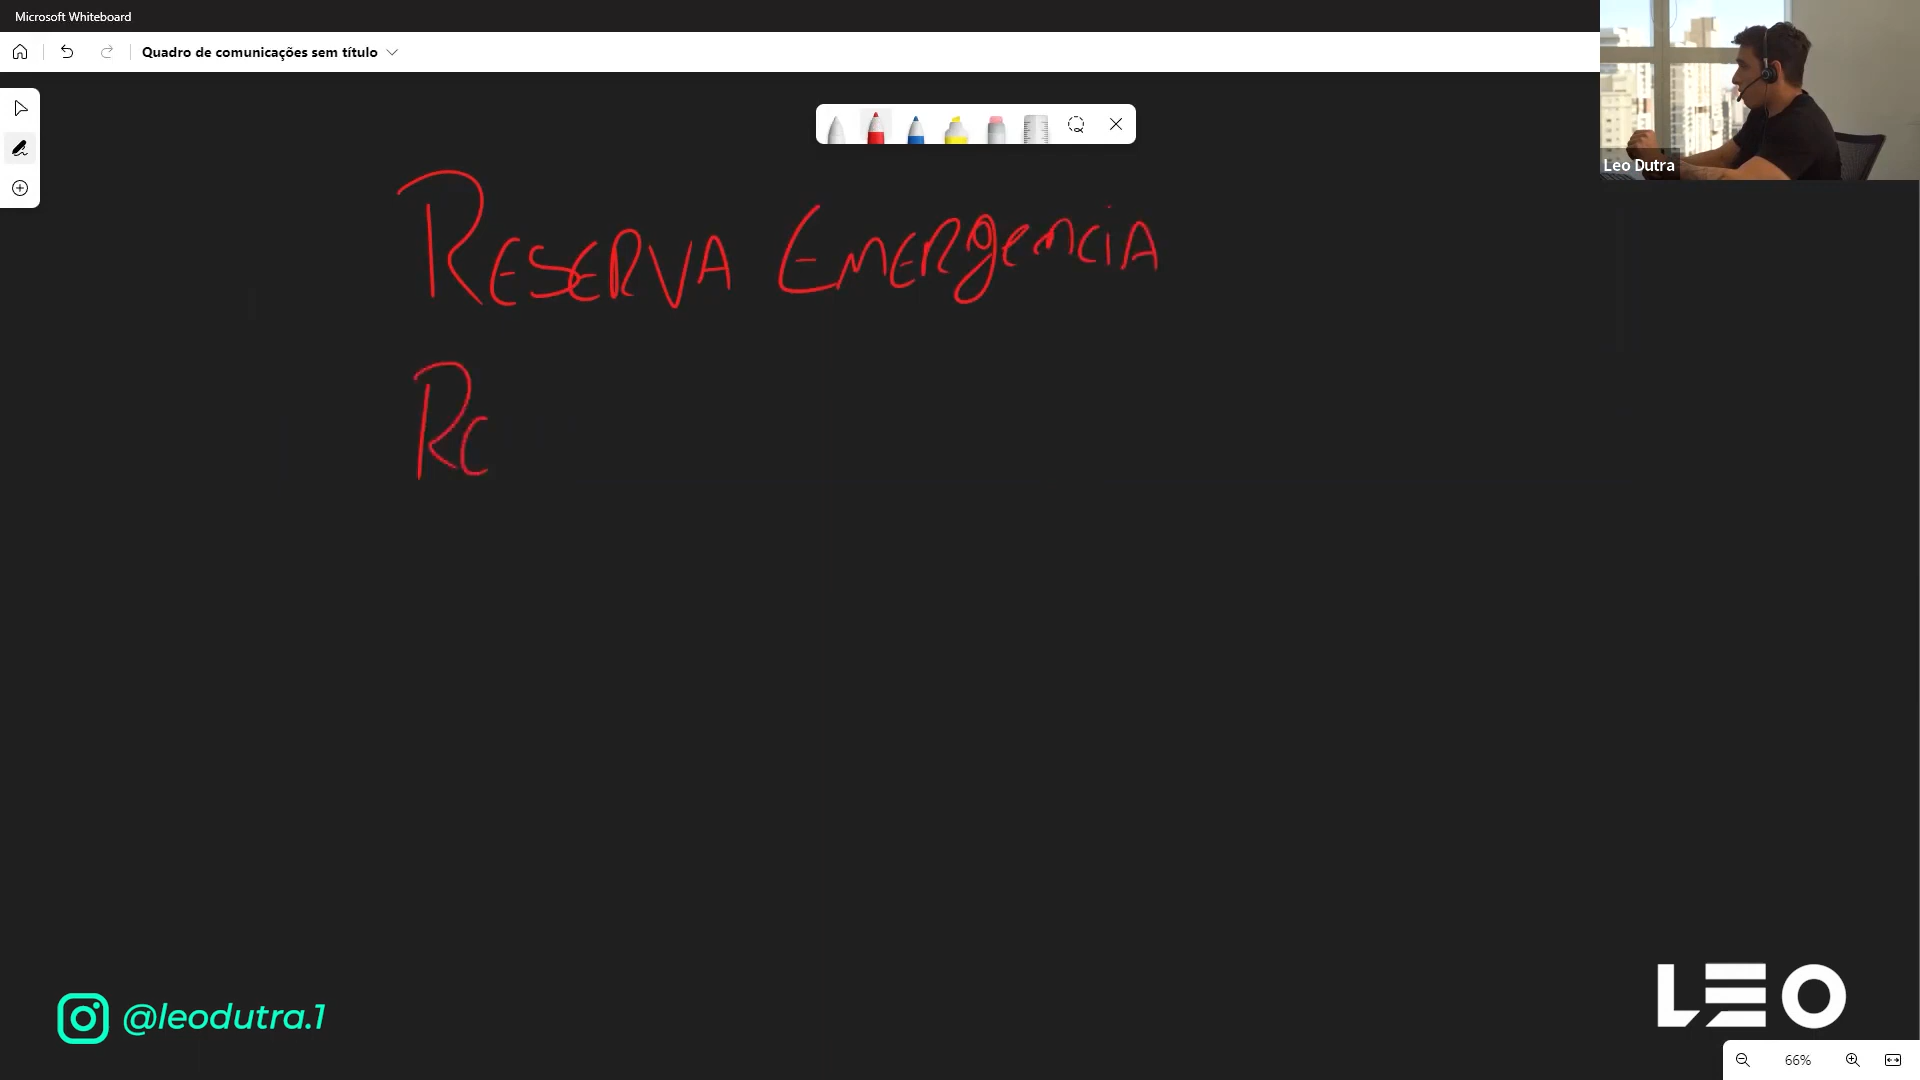 Microsoft Whiteboard
Quadro de comunicações sem título
Leo Dutra
RESERVA EMERgeNCIA
RC
@leodutra.1
LEO
66%